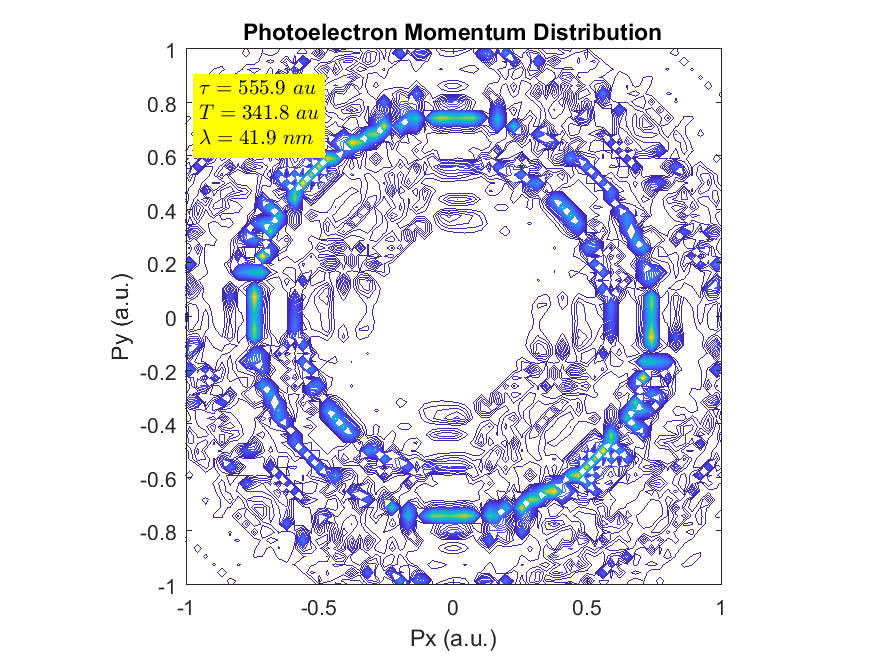 Photoelectron Momentum Distribution
1
τ = 555.9 au
0.8
T = 341.8 au
λ = 41.9 nm
0.6
0.4
0.2
0
-0.2
-0.4
-0.6
-0.8
-1
Py (a.u.)
-1 -0.5 0 0.5 1
Px (a.u.)